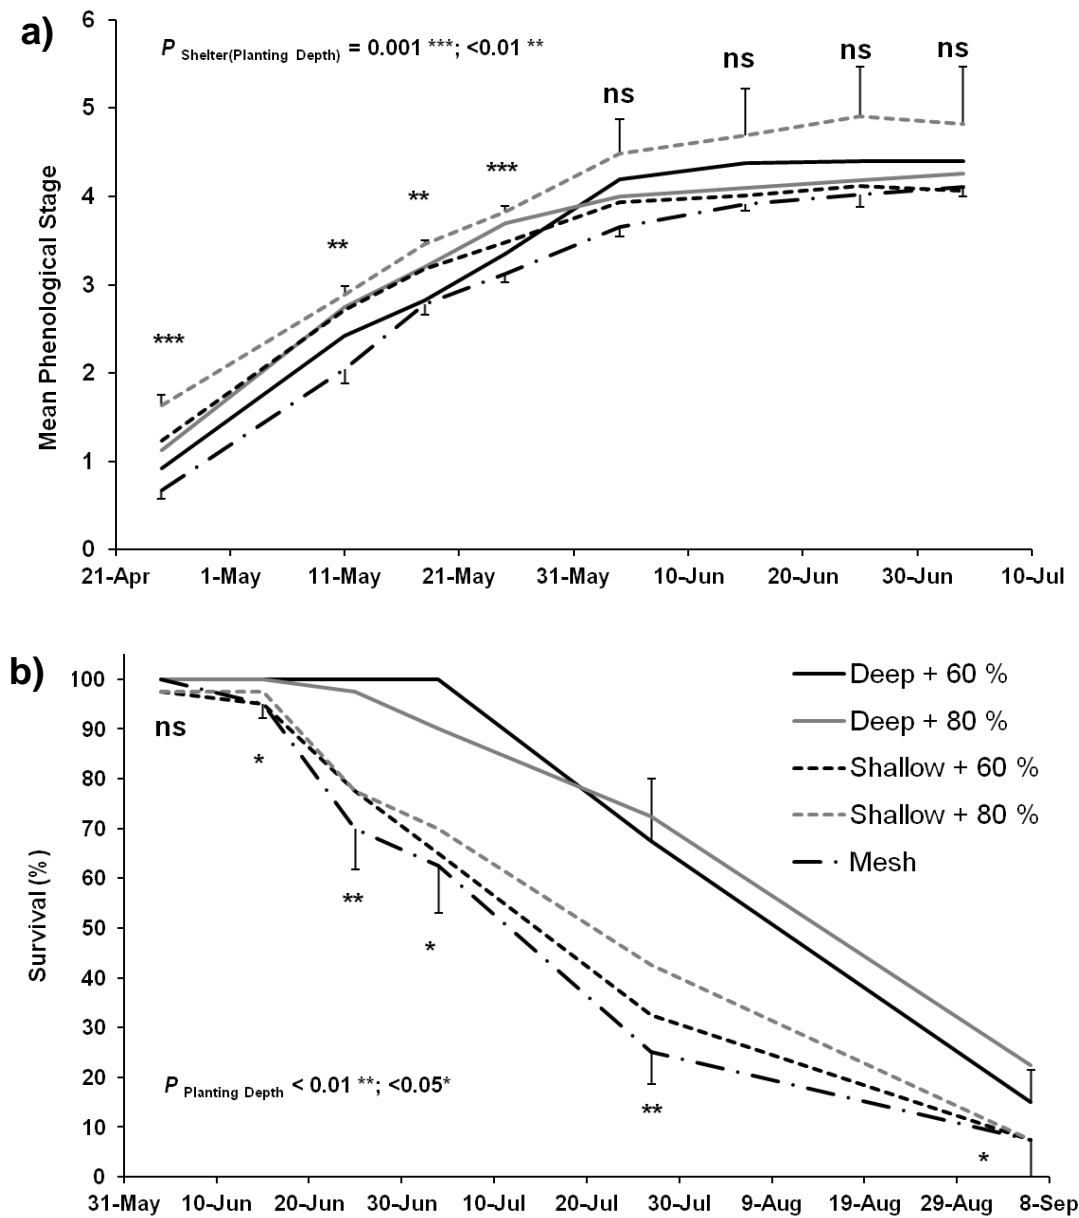 a)
P Shelter(Planting Depth) = 0.001 ***; <0.01 **
Mean Phenological Stage
6
5
4
3
2
1
0
***
**
**
***
ns
ns
ns
ns
21-Apr 1-May 11-May 21-May 31-May 10-Jun 20-Jun 30-Jun 10-Jul
b)
Deep + 60 %
Deep + 80 %
Shallow + 60 %
Shallow + 80 %
Mesh
Survival (%)
100
90
80
70
60
50
40
30
20
10
0
ns
*
**
*
**
*
P Planting Depth < 0.01 **; <0.05*
31-May 10-Jun 20-Jun 30-Jun 10-Jul 20-Jul 30-Jul 9-Aug 19-Aug 29-Aug 8-Sep